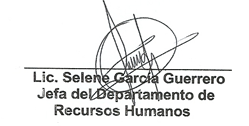 Lic. Selene García Guerrero
Jefa del Departamento de
Recursos Humanos